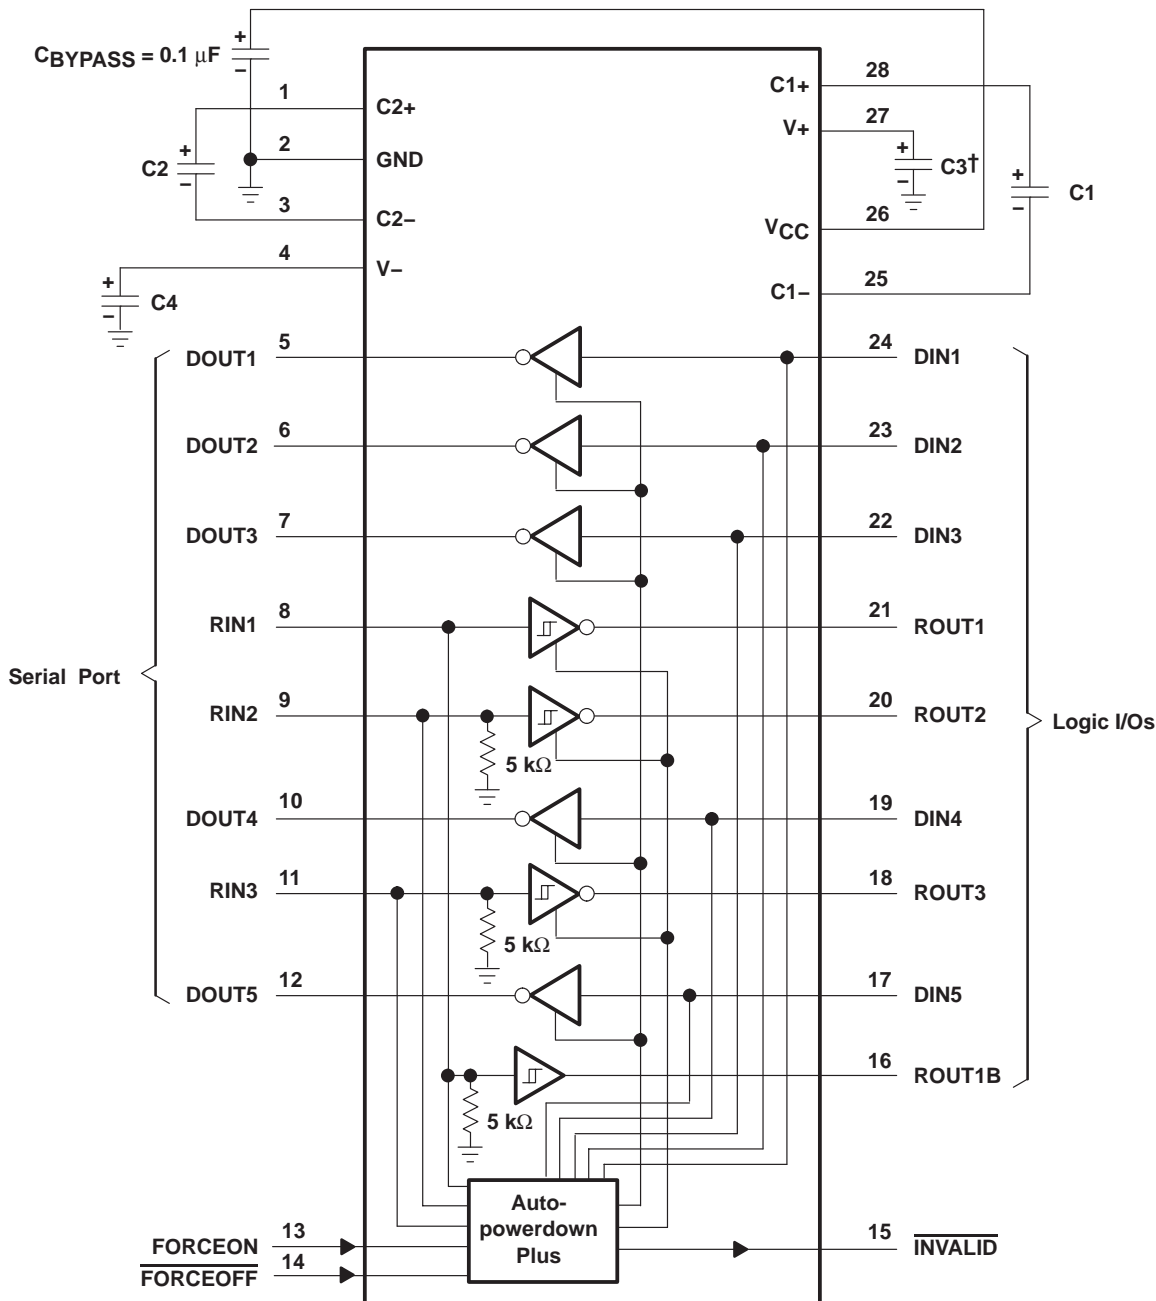 CBYPASS = 0.1 μF
+
–
1
C2+
C1+
28
V+
27
+
–
C3†
2
GND
C2
+
–
+
–
C1
3
C2–
VCC
26
4
V–
C1–
25
+
–
C4
DOUT1
5
24
DIN1
DOUT2
6
23
DIN2
DOUT3
7
22
DIN3
RIN1
8
21
ROUT1
Serial Port
RIN2
9
20
ROUT2
Logic I/Os
5 kΩ
DOUT4
10
19
DIN4
RIN3
11
18
ROUT3
5 kΩ
DOUT5
12
17
DIN5
16
ROUT1B
5 kΩ
Auto-
powerdown
Plus
FORCEON
13
15
INVALID
FORCEOFF
14